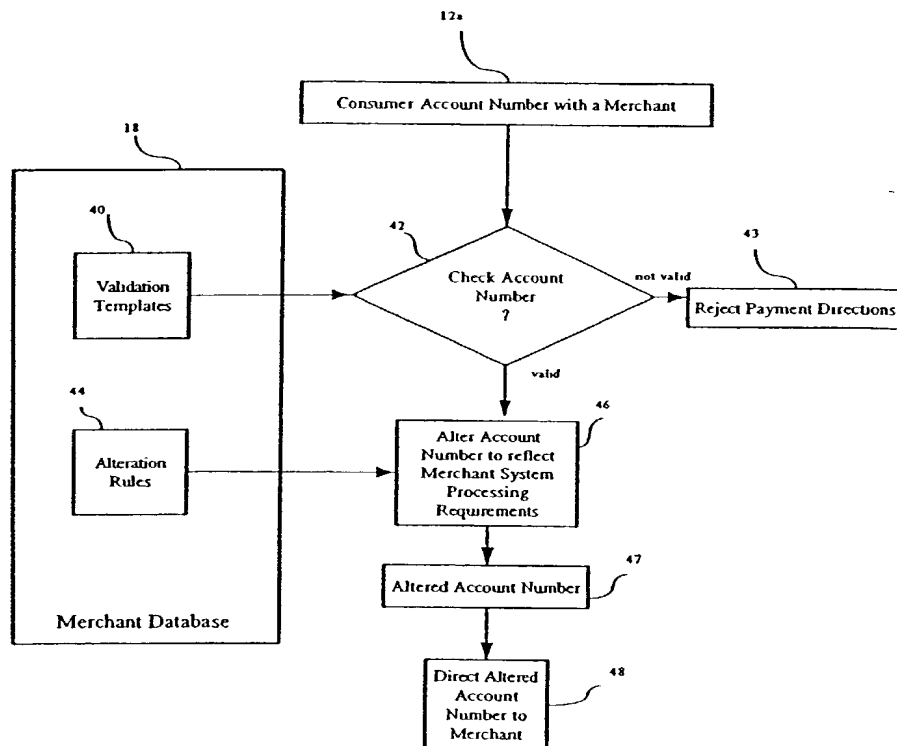 12a
Consumer Account Number with a Merchant
18
40
Validation
Templates
42
Check Account
Number
?
not valid
43
Reject Payment Directions
valid
44
Alteration
Rules
46
Alter Account
Number to reflect
Merchant System
Processing
Requirements
47
Altered Account Number
Merchant Database
48
Direct Altered
Account
Number to
Merchant